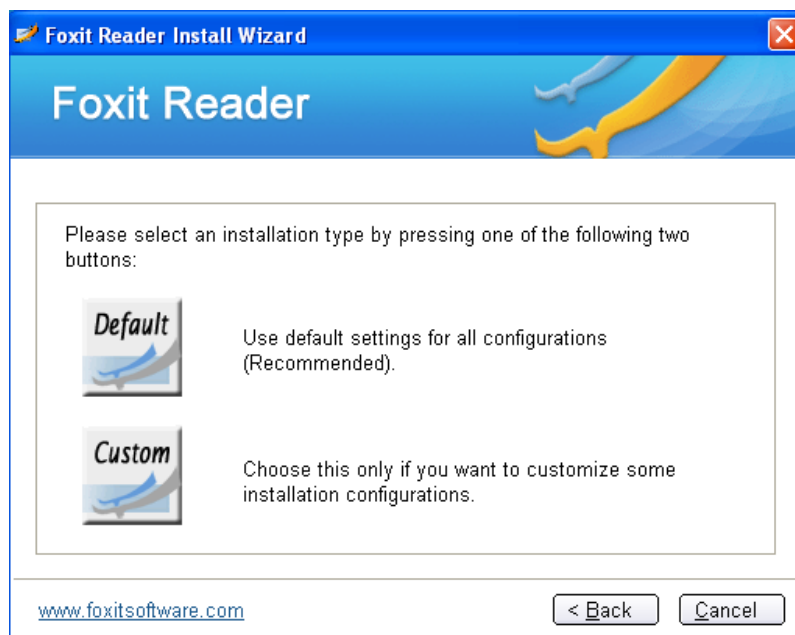 Foxit Reader Install Wizard
Foxit Reader
Please select an installation type by pressing one of the following two
buttons:
Default
Use default settings for all configurations
(Recommended).
Custom
Choose this only if you want to customize some
installation configurations.
www.foxitsoftware.com
< Back
Cancel